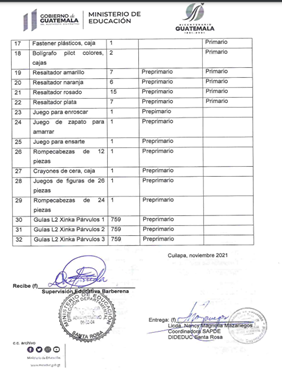 GOBIERNO de
GUATEMALA
MINISTERIO DE
EDUCACIÓN
GUATEMALA
17 Fastener plásticos, caja 1 Primario
18 Bolígrafo pilot colores, cajas 2 Primario
19 Resaltador amarillo 7 Preprimario Primario
20 Resaltador naranja 6 Preprimario Primario
21 Resaltador rosado 15 Preprimario Primario
22 Resaltador plata 7 Preprimario Primario
23 Juego para enroscar 1 Preprimario
24 Juego de zapato para amarrar 1 Preprimario
25 Juego para ensarte 1 Preprimario
26 Rompecabezas de 12 piezas 1 Preprimario
27 Crayones de cera, caja 1 Preprimario
28 Juegos de figuras de 26 piezas 1 Preprimario
29 Rompecabezas de 24 piezas 1 Preprimario
30 Guías L2 Xinka Párvulos 1 759 Preprimario
31 Guías L2 Xinka Párvulos 2 759 Preprimario
32 Guías L2 Xinka Párvulos 3 759 Preprimario
Cuilapa, noviembre 2021
Recibe (f)
Supervisión Educativa Barberena
SANTA ROSA
Entrega: (f)
Licda. Nancy Magnolia Mazariegos
Coordinadora SAPDE
DIDEDUC Santa Rosa
c.c. Archivo